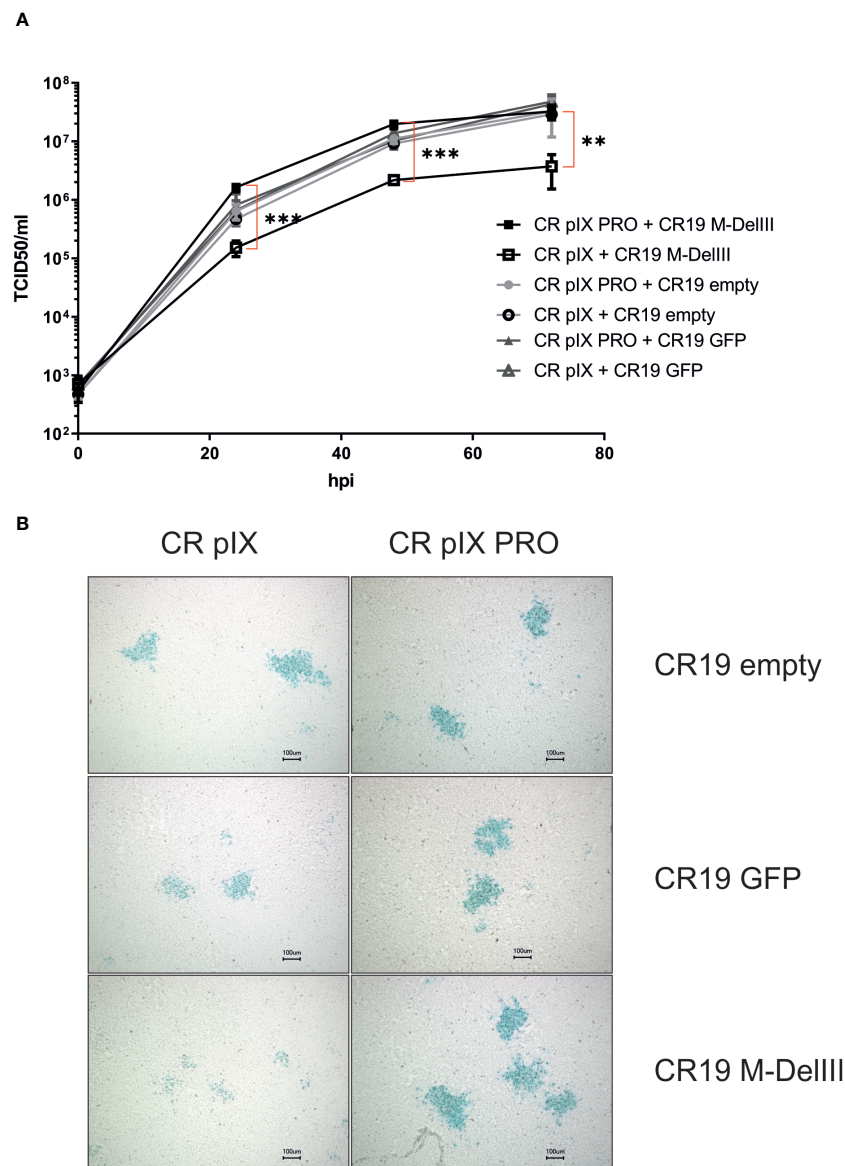 A
10⁸
10⁷
10⁶
10⁵
10⁴
10³
10²
TCID50/ml
0 20 40 60 80
hpi
***
***
**
CR pIX PRO + CR19 M-DelIII
CR pIX + CR19 M-DelIII
CR pIX PRO + CR19 empty
CR pIX + CR19 empty
CR pIX PRO + CR19 GFP
CR pIX + CR19 GFP
B
CR pIX CR pIX PRO
100um 100um
CR19 empty
100um 100um
CR19 GFP
100um 100um
CR19 M-DelIII